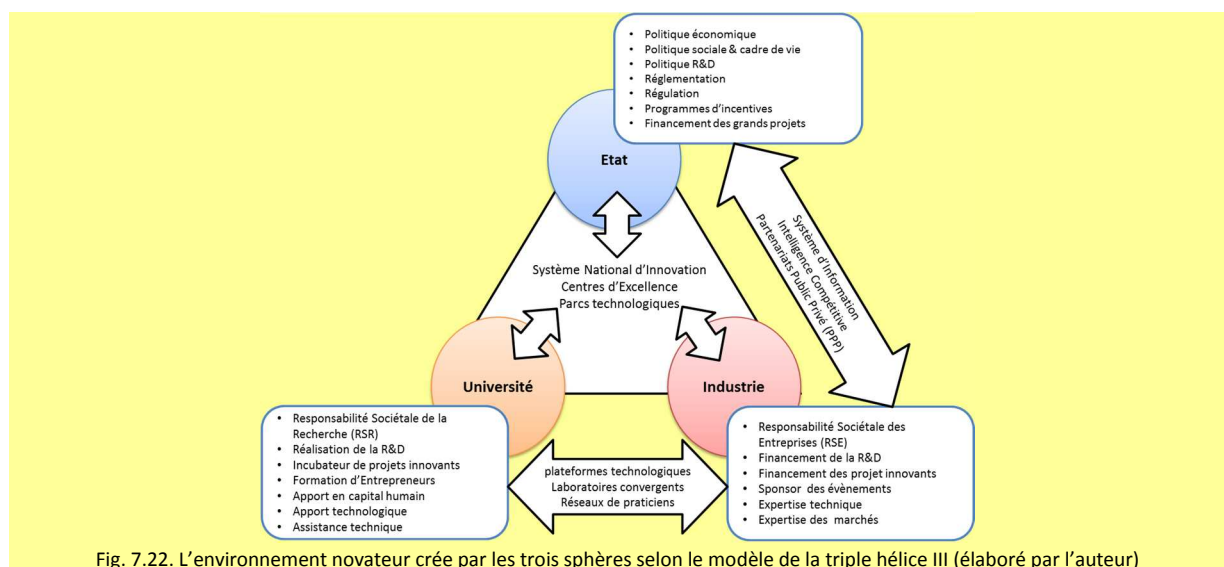 • Politique économique
• Politique sociale & cadre de vie
• Politique R&D
• Réglementation
• Régulation
• Programmes d'incentives
• Financement des grands projets
Etat
Système d'Information
Intelligence Compétitive
Partenariats Public Privé (PPP)
Système National d'Innovation
Centres d'Excellence
Parcs technologiques
Université
Industrie
• Responsabilité Sociétale de la
Recherche (RSR)
• Réalisation de la R&D
• Incubateur de projets innovants
• Formation d'Entrepreneurs
• Apport en capital humain
• Apport technologique
• Assistance technique
plateformes technologiques
Laboratoires convergents
Réseaux de praticiens
• Responsabilité Sociétale des
Entreprises (RSE)
• Financement de la R&D
• Financement des projet innovants
• Sponsor des évènements
• Expertise technique
• Expertise des marchés
Fig. 7.22. L'environnement novateur crée par les trois sphères selon le modèle de la triple hélice III (élaboré par l'auteur)